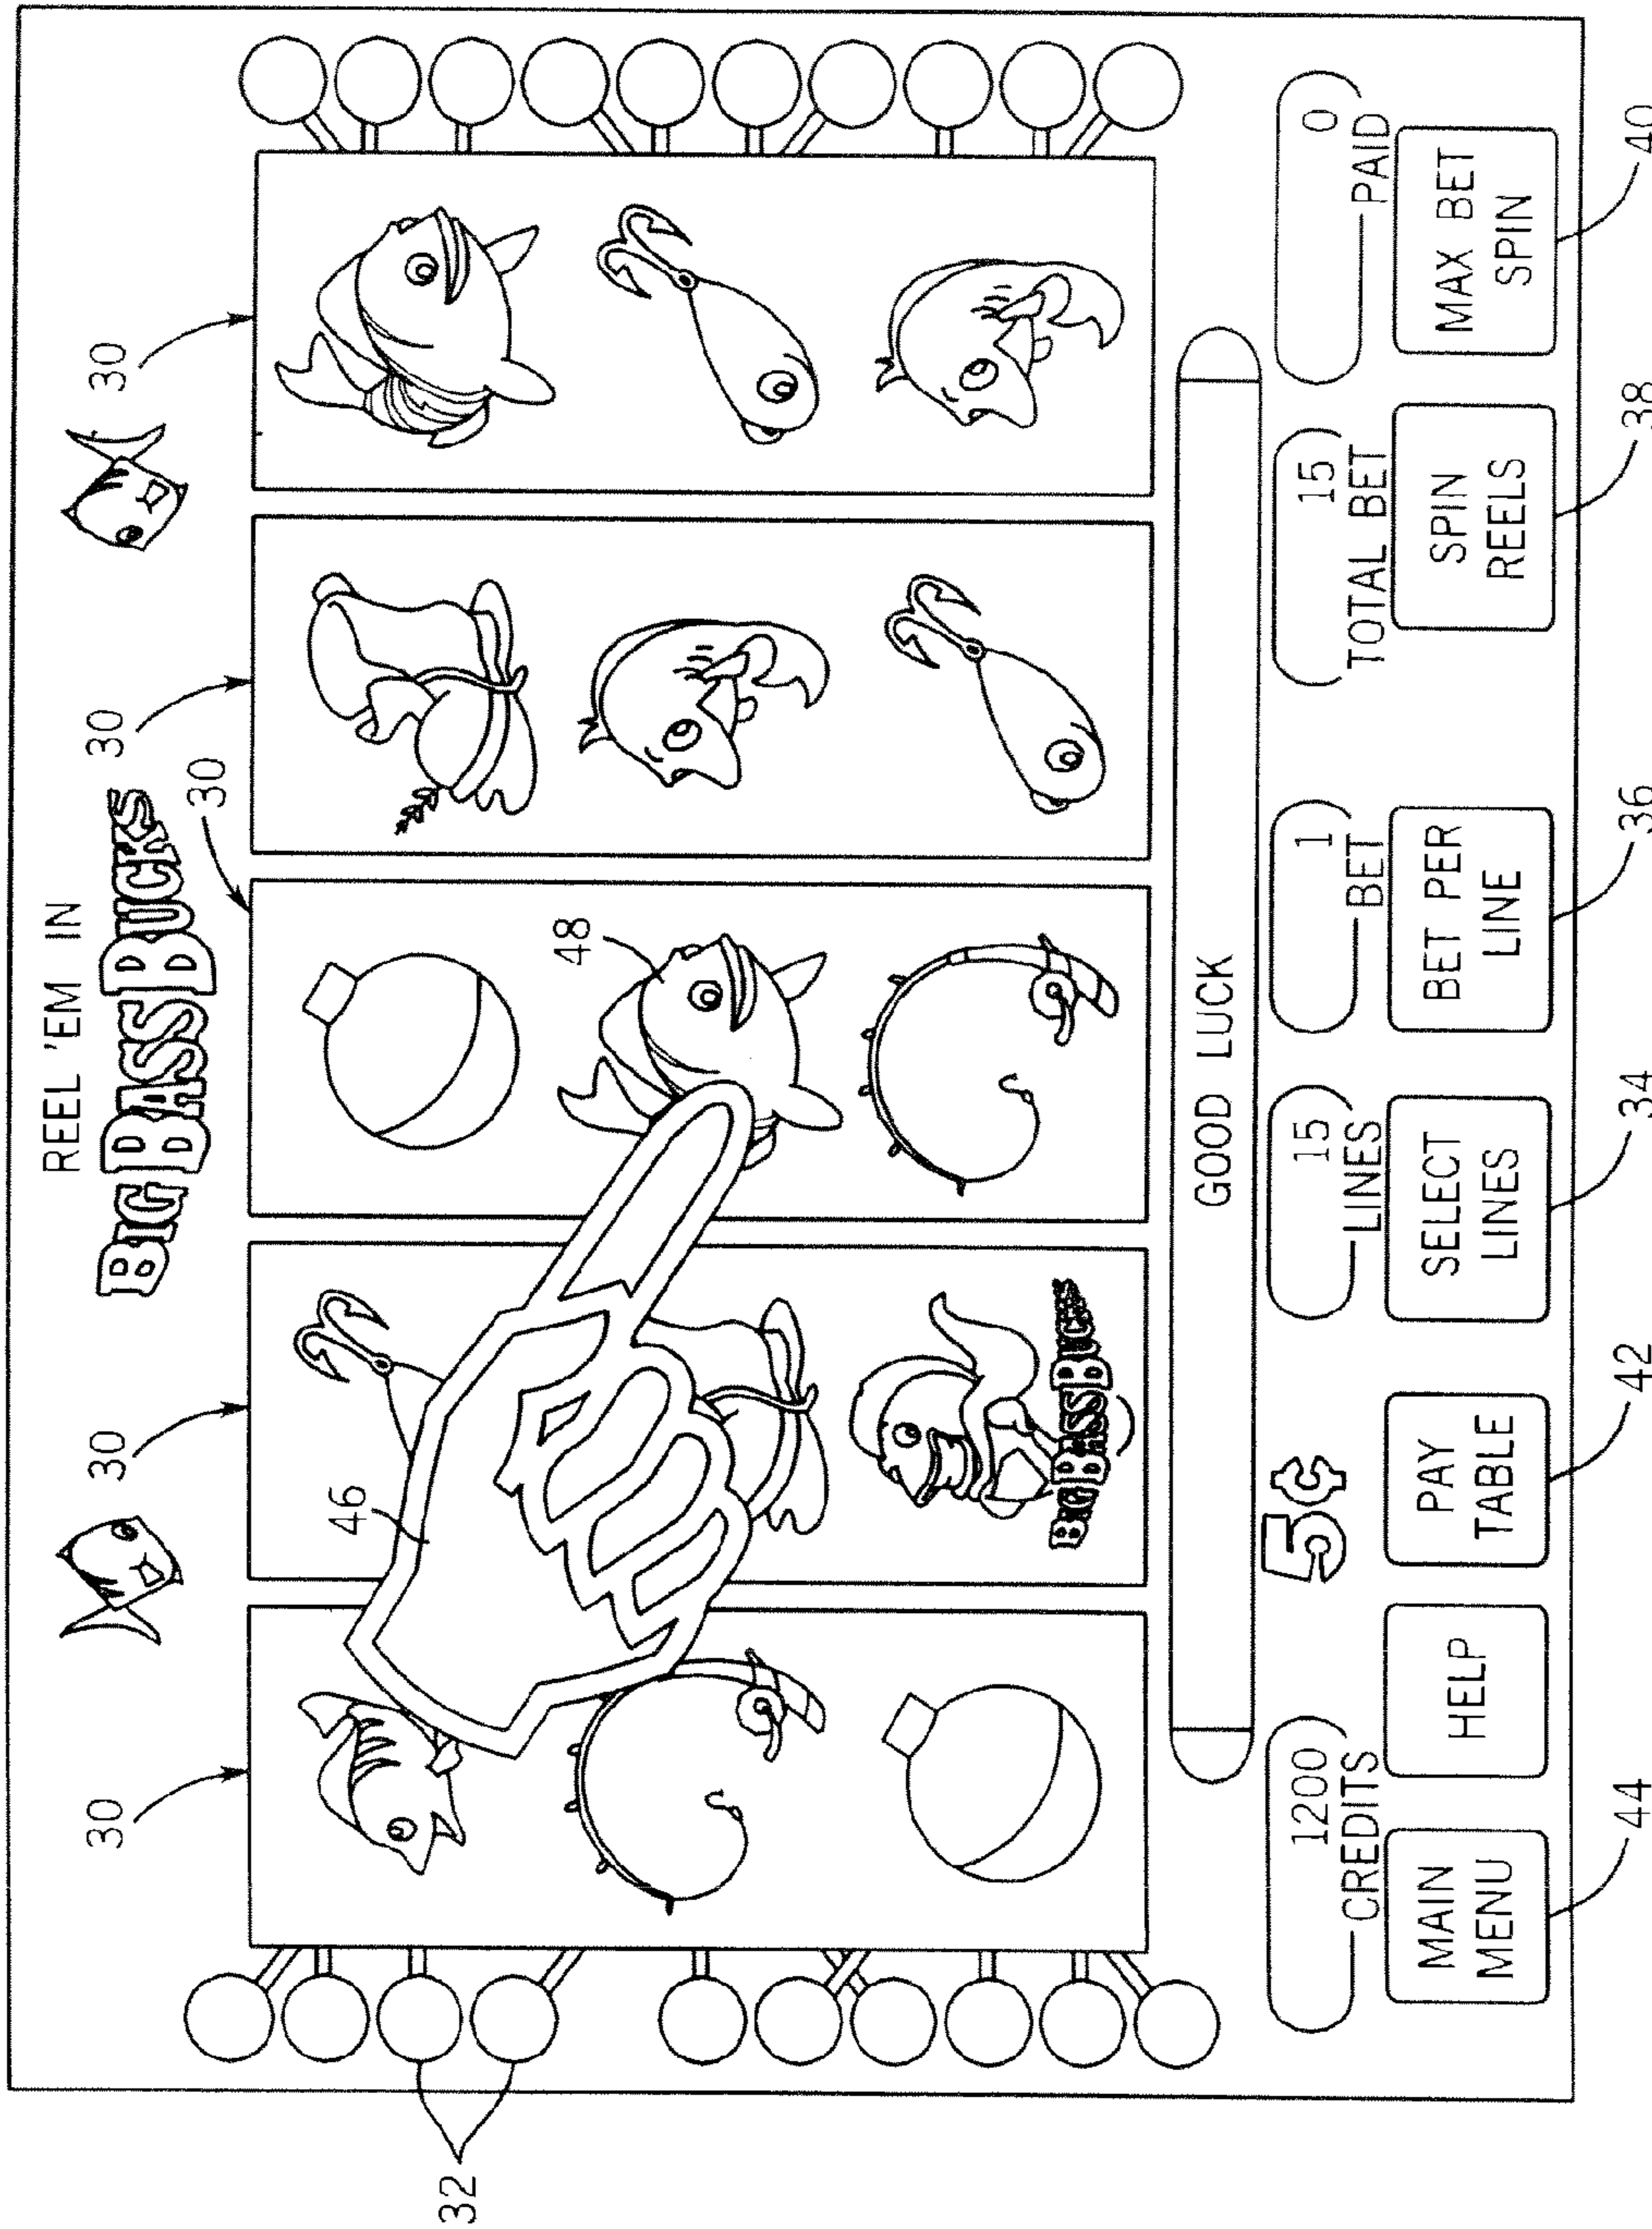 REEL 'EM IN
BIG BASS BUCKS
30
30
30
30
30
46
48
32
BIG BASS BUCKS
GOOD LUCK
1200
CREDITS
5¢
15
LINES
1
BET
15
TOTAL BET
0
PAID
MAIN
MENU
HELP
PAY
TABLE
SELECT
LINES
BET PER
LINE
SPIN
REELS
MAX BET
SPIN
44
42
34
36
38
40